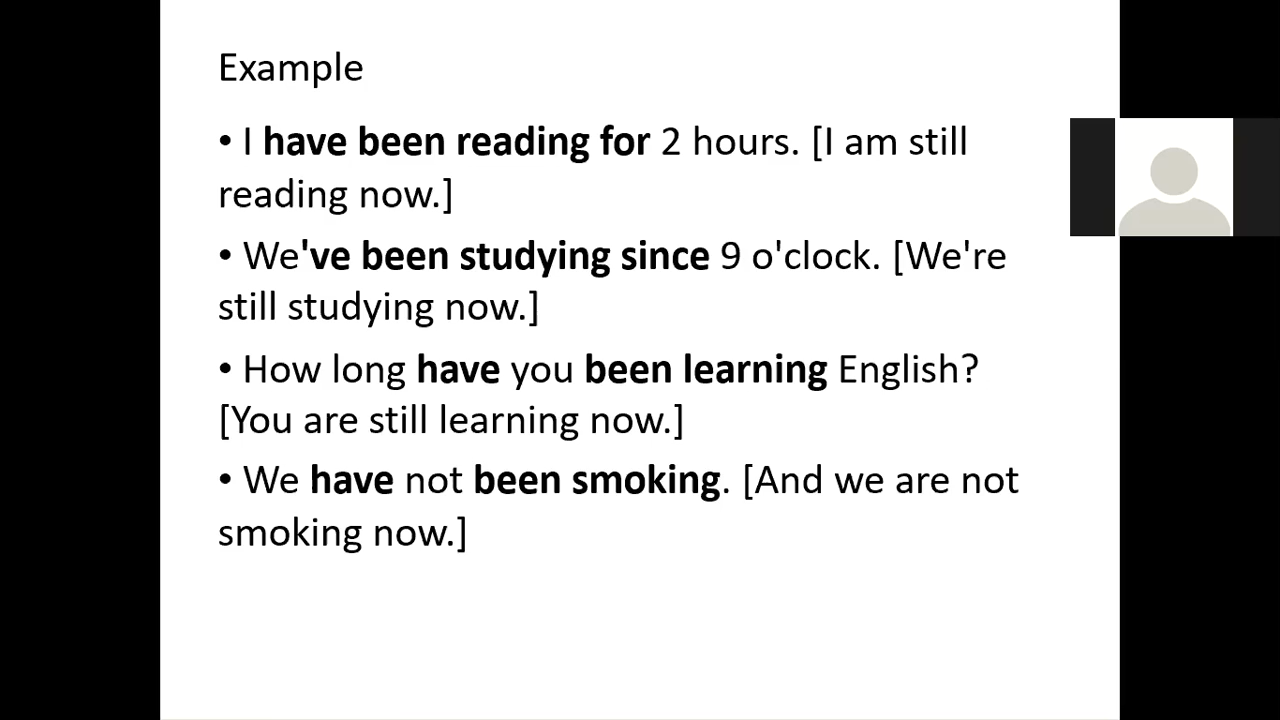 Example
• I have been reading for 2 hours. [I am still
reading now.]
• We've been studying since 9 o'clock. [We're
still studying now.]
• How long have you been learning English?
[You are still learning now.]
• We have not been smoking. [And we are not
smoking now.]